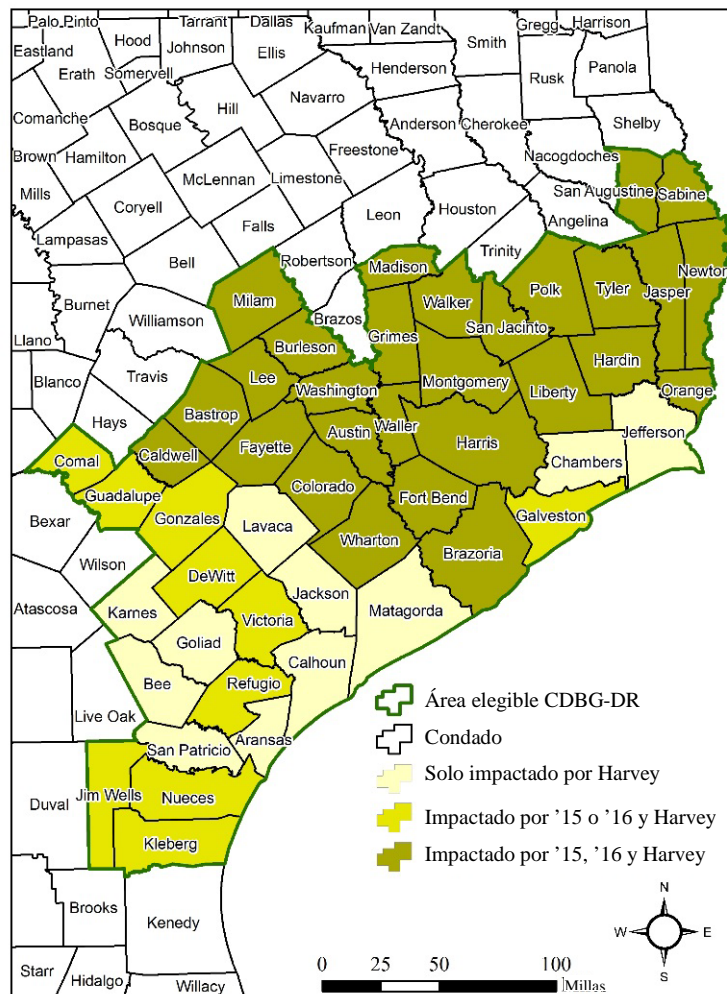 Palo Pinto
Tarrant
Dallas
Kaufman
Van Zandt
Gregg
Harrison
Hood
Johnson
Ellis
Smith
Eastland
Erath
Somervell
Henderson
Rusk
Panola
Comanche
Bosque
Hill
Navarro
Anderson
Cherokee
Shelby
Brown
Hamilton
Freestone
Nacogdoches
Mills
McLennan
Limestone
San Augustine
Sabine
Coryell
Leon
Houston
Angelina
Lampasas
Falls
Trinity
Bell
Robertson
Madison
Newton
Burnet
Milam
Walker
Polk
Tyler
Jasper
Llano
Williamson
Brazos
Grimes
San Jacinto
Burleson
Hardin
Blanco
Travis
Lee
Washington
Montgomery
Liberty
Orange
Hays
Bastrop
Austin
Waller
Jefferson
Comal
Caldwell
Fayette
Harris
Chambers
Guadalupe
Colorado
Fort Bend
Bexar
Gonzales
Lavaca
Galveston
Wilson
Wharton
Brazoria
DeWitt
Atascosa
Karnes
Jackson
Matagorda
Victoria
Goliad
Calhoun
Bee
Refugio
Live Oak
Aransas
San Patricio
Duval
Jim Wells
Nueces
Kleberg
Brooks
Kenedy
Starr
Hidalgo
Willacy
Área elegible CDBG-DR
Condado
Solo impactado por Harvey
Impactado por ’15 o ’16 y Harvey
Impactado por ’15, ’16 y Harvey
N
W
E
S
0 25 50 100
Millas